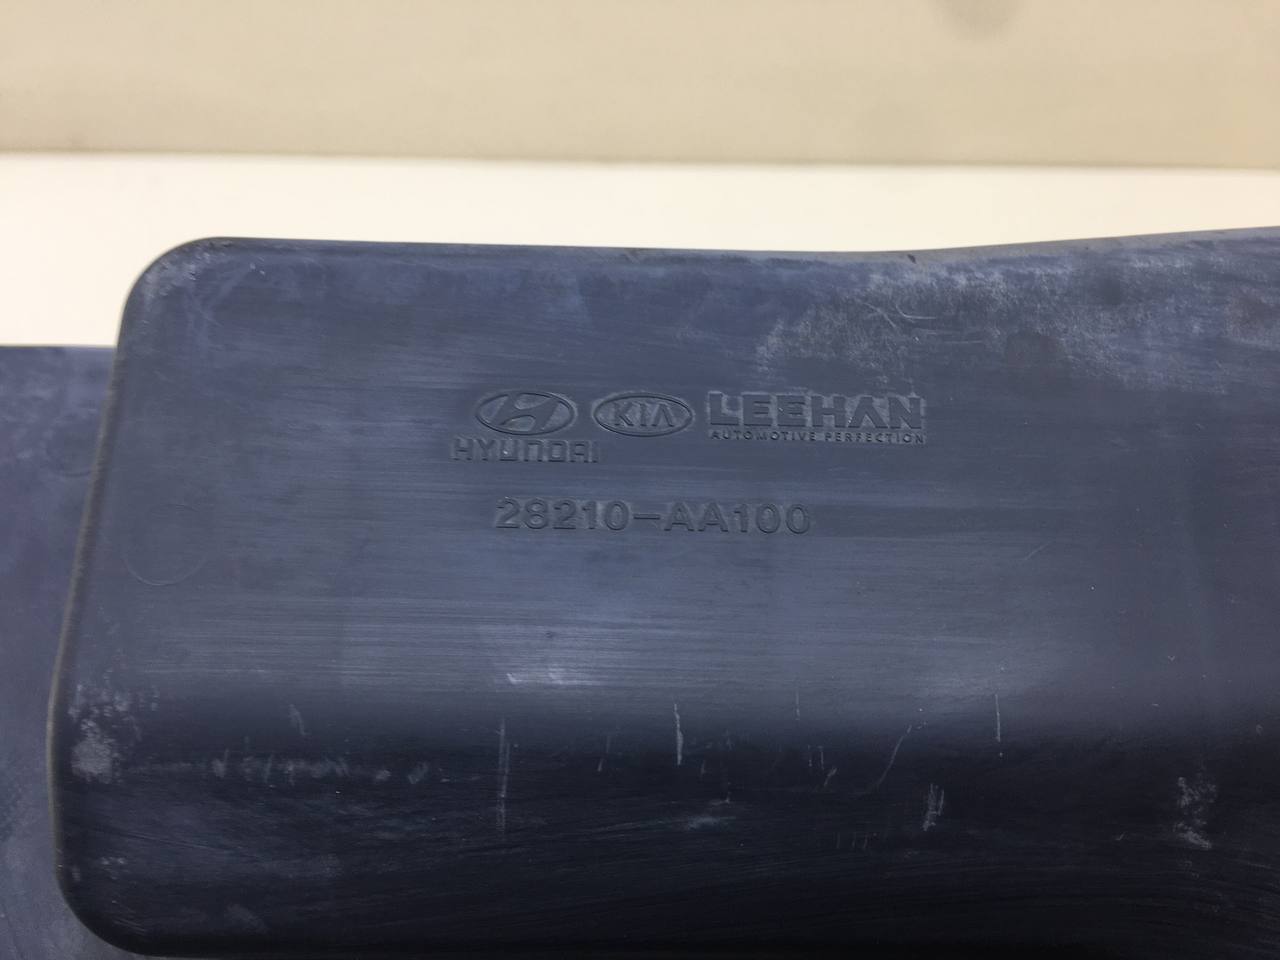 KIA LEEHAN
HYUNDAI AUTOMOTIVE PERFECTION
28210-AA100